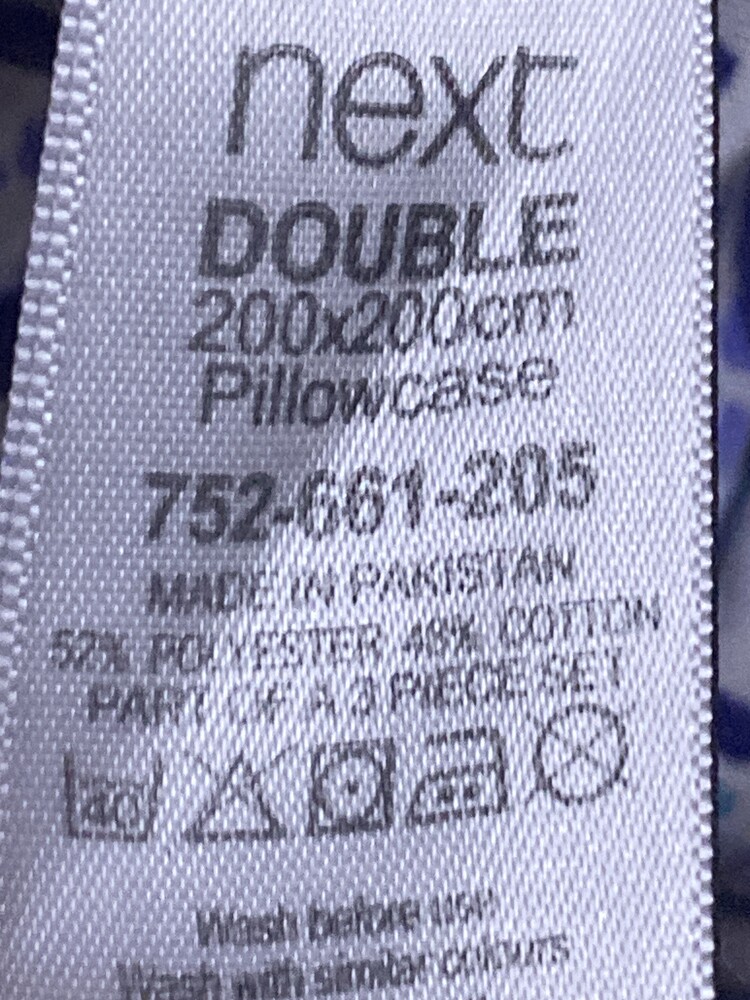 next
DOUBLE
200x200cm
Pillowcase
752-661-205
MADE IN PAKISTAN
52% POLYESTER 48% COTTON
PART OF A 3 PIECE SET
40
Wash before use
Wash with similar colours